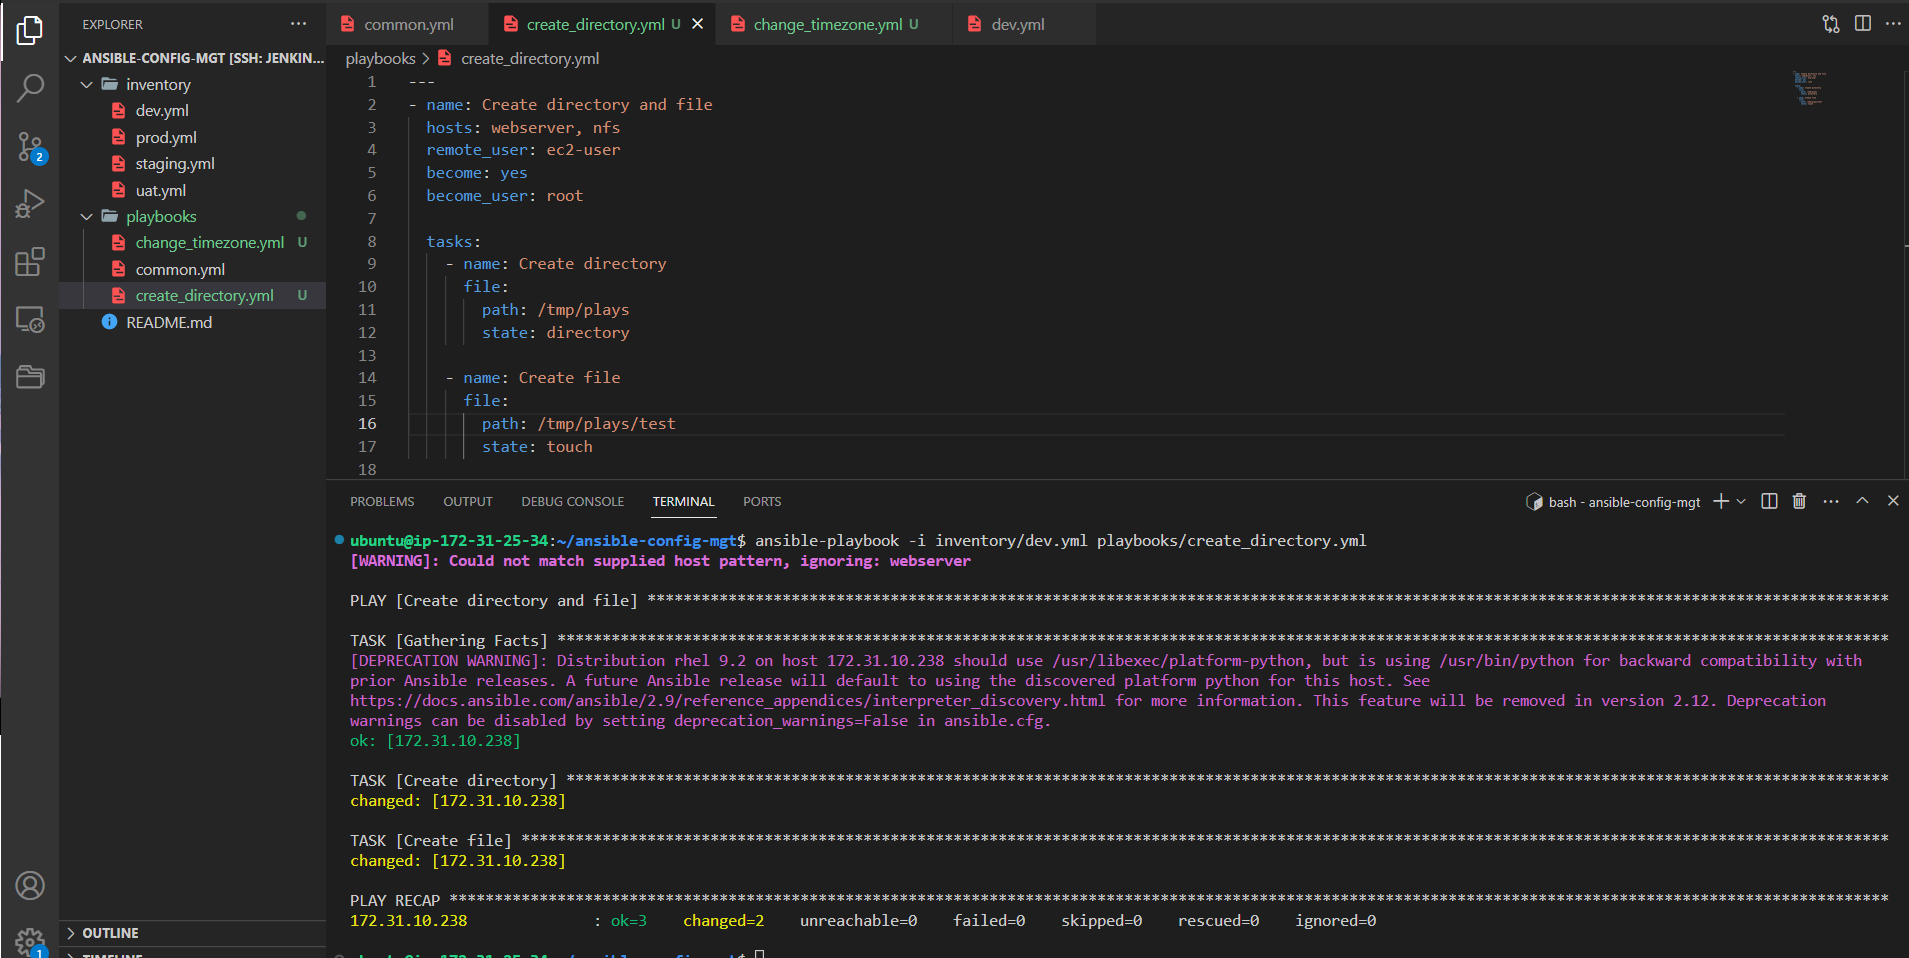 EXPLORER
ANSIBLE-CONFIG-MGT [SSH: JENKIN...
inventory
dev.yml
prod.yml
staging.yml
uat.yml
playbooks
change_timezone.yml U
common.yml
create_directory.yml U
README.md
OUTLINE
TIMELINE
2
1
common.yml
create_directory.yml U
change_timezone.yml U
dev.yml
playbooks > create_directory.yml
1 ---
2 - name: Create directory and file
3 hosts: webserver, nfs
4 remote_user: ec2-user
5 become: yes
6 become_user: root
7
8 tasks:
9 - name: Create directory
10 file:
11 path: /tmp/plays
12 state: directory
13
14 - name: Create file
15 file:
16 path: /tmp/plays/test
17 state: touch
18
PROBLEMS OUTPUT DEBUG CONSOLE TERMINAL PORTS
bash - ansible-config-mgt
ubuntu@ip-172-31-25-34:~/ansible-config-mgt$ ansible-playbook -i inventory/dev.yml playbooks/create_directory.yml
[WARNING]: Could not match supplied host pattern, ignoring: webserver
PLAY [Create directory and file] ******************************************************************************************************************************************
TASK [Gathering Facts] ****************************************************************************************************************************************************
[DEPRECATION WARNING]: Distribution rhel 9.2 on host 172.31.10.238 should use /usr/libexec/platform-python, but is using /usr/bin/python for backward compatibility with
prior Ansible releases. A future Ansible release will default to using the discovered platform python for this host. See
https://docs.ansible.com/ansible/2.9/reference_appendices/interpreter_discovery.html for more information. This feature will be removed in version 2.12. Deprecation
warnings can be disabled by setting deprecation_warnings=False in ansible.cfg.
ok: [172.31.10.238]
TASK [Create directory] ***************************************************************************************************************************************************
changed: [172.31.10.238]
TASK [Create file] ********************************************************************************************************************************************************
changed: [172.31.10.238]
PLAY RECAP ****************************************************************************************************************************************************************
172.31.10.238 : ok=3 changed=2 unreachable=0 failed=0 skipped=0 rescued=0 ignored=0
ubuntu@ip-172-31-25-34:~/ansible-config-mgt$